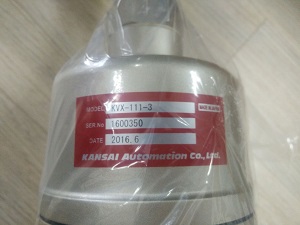 MODEL KVX-111-3
SER No 1600350
DATE 2016.6
KANSAI Automation Co., Ltd.